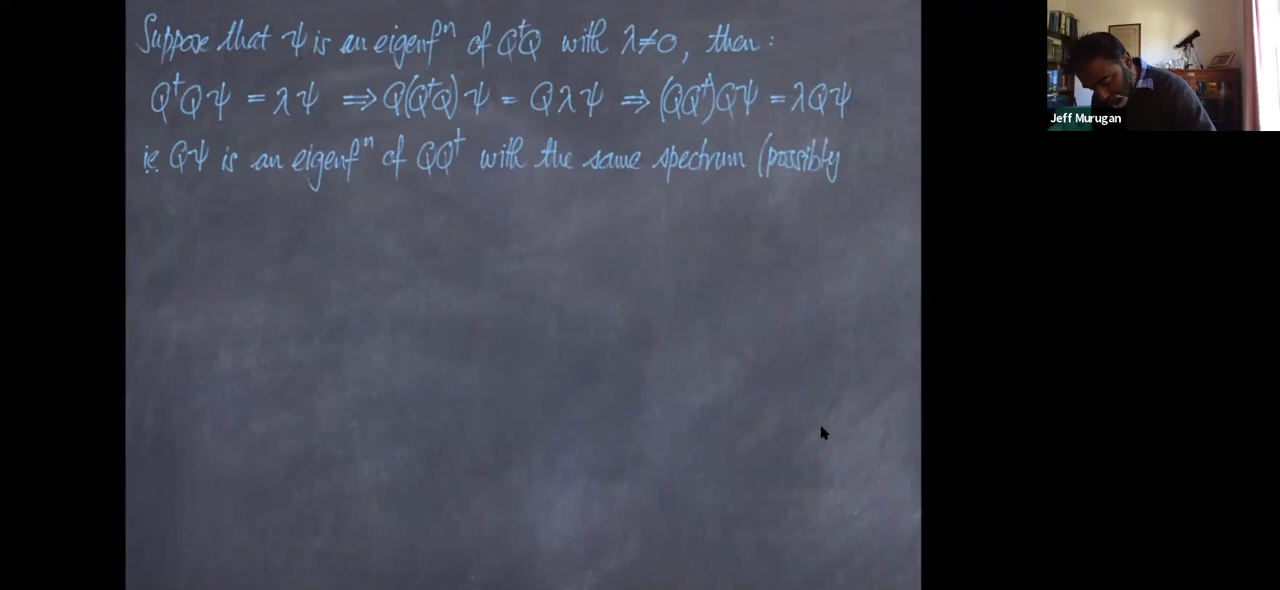 Suppose that ψ is an eigenfⁿ of Q†Q with λ≠0, then:
Q†Qψ = λψ ⟹ Q(Q†Q)ψ = Qλψ ⟹ (QQ†)Qψ = λQψ
i.e. Qψ is an eigenfⁿ of QQ† with the same spectrum (possibly
Jeff Murugan